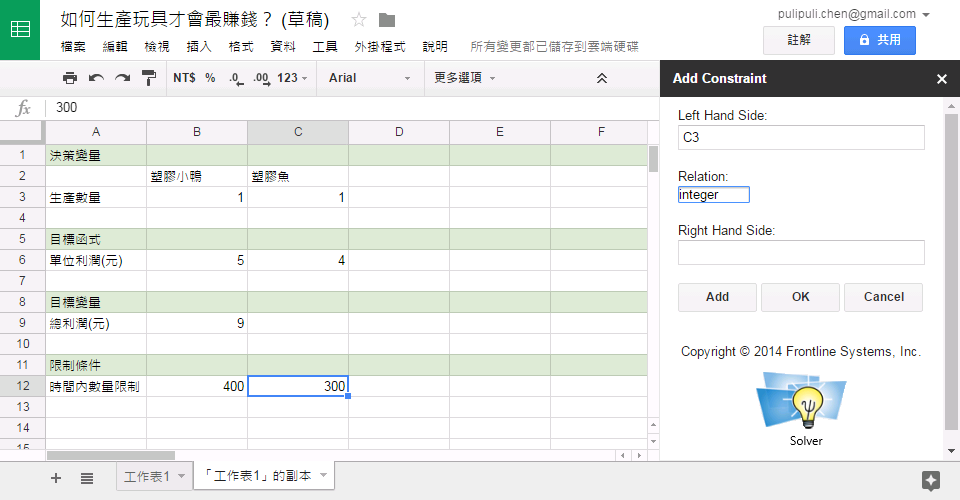 如何生產玩具才會最賺錢? (草稿)
pulipuli.chen@gmail.com
檔案 編輯 檢視 插入 格式 資料 工具 外掛程式 說明 所有變更都已儲存到雲端硬碟
註解 共用
NT$ % .0 .00 123 Arial 更多選項
fx 300
A B C D E F
1 決策變量
2 塑膠小鴨 塑膠魚
3 生產數量 1 1
4
5 目標函式
6 單位利潤(元) 5 4
7
8 目標變量
9 總利潤(元) 9
10
11 限制條件
12 時間內數量限制 400 300
13
14
15
工作表1 「工作表1」的副本
Add Constraint
Left Hand Side:
C3
Relation:
integer
Right Hand Side:
Add OK Cancel
Copyright © 2014 Frontline Systems, Inc.
Ψ
Solver